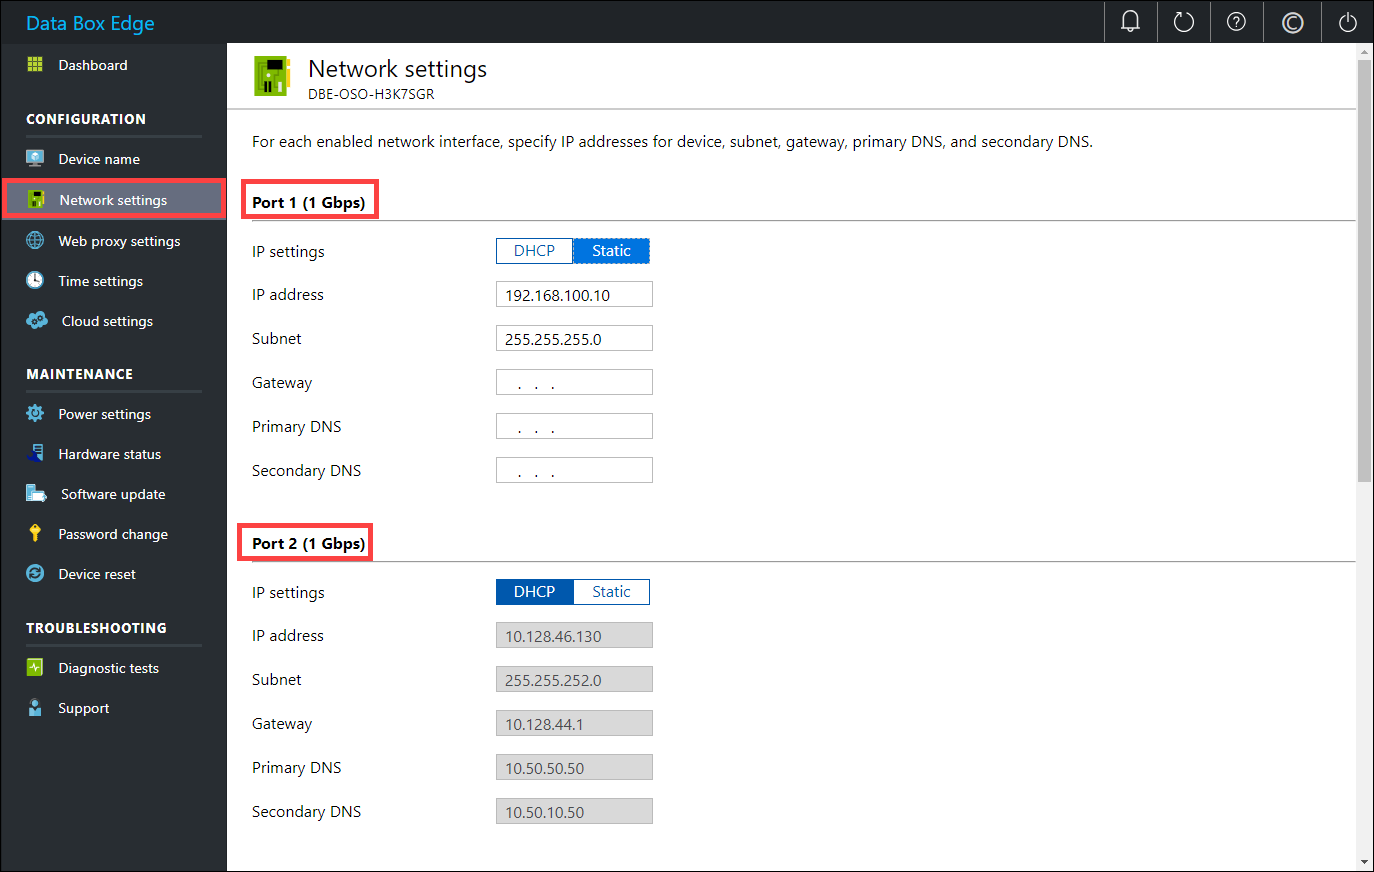 Data Box Edge
Dashboard
CONFIGURATION
Device name
Network settings
Web proxy settings
Time settings
Cloud settings
MAINTENANCE
Power settings
Hardware status
Software update
Password change
Device reset
TROUBLESHOOTING
Diagnostic tests
Support
Network settings
DBE-OSO-H3K7SGR
For each enabled network interface, specify IP addresses for device, subnet, gateway, primary DNS, and secondary DNS.
Port 1 (1 Gbps)
IP settings DHCP Static
IP address 192.168.100.10
Subnet 255.255.255.0
Gateway . . .
Primary DNS . . .
Secondary DNS . . .
Port 2 (1 Gbps)
IP settings DHCP Static
IP address 10.128.46.130
Subnet 255.255.252.0
Gateway 10.128.44.1
Primary DNS 10.50.50.50
Secondary DNS 10.50.10.50